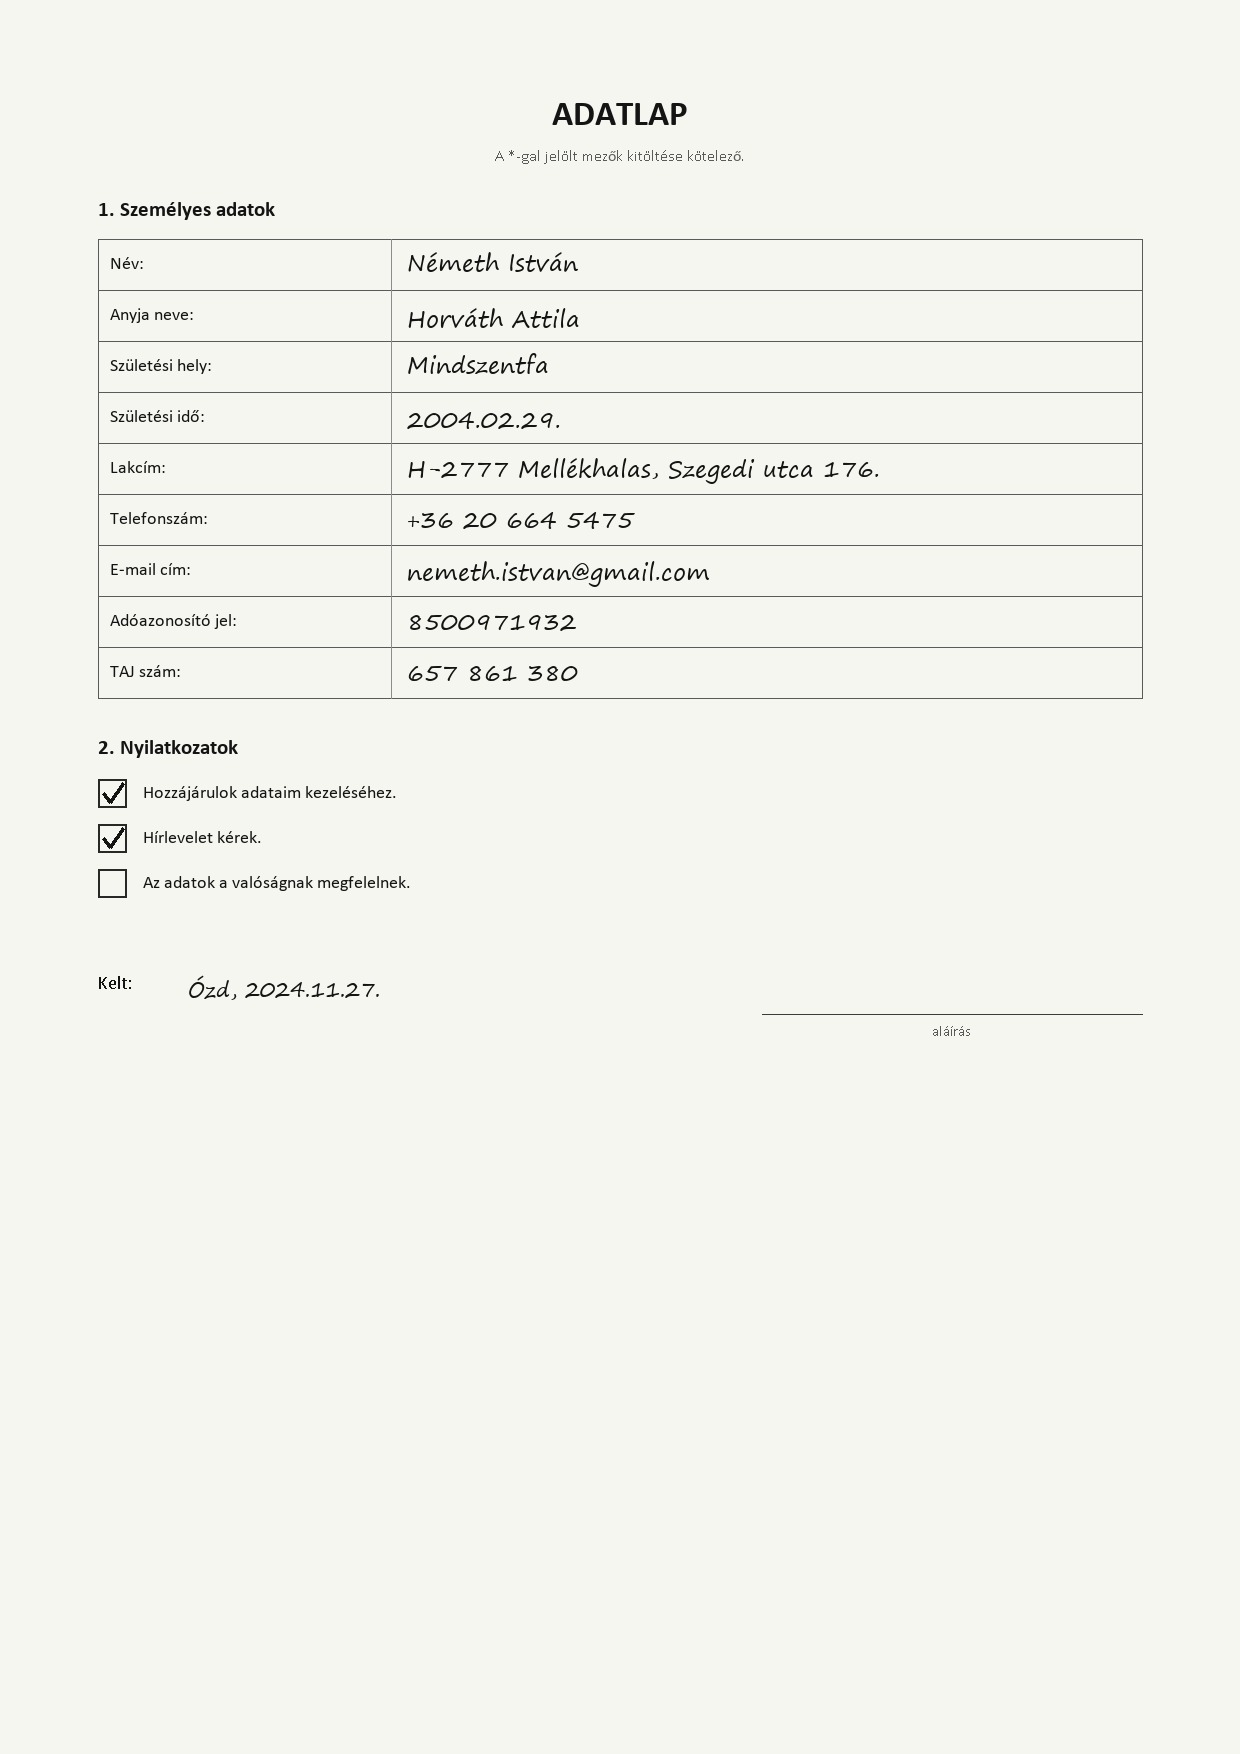 ADATLAP
A *-gal jelölt mezők kitöltése kötelező.
1. Személyes adatok
Név: Németh István
Anyja neve: Horváth Attila
Születési hely: Mindszentfa
Születési idő: 2004.02.29.
Lakcím: H-2777 Mellékhalas, Szegedi utca 176.
Telefonszám: +36 20 664 5475
E-mail cím: nemeth.istvan@gmail.com
Adóazonosító jel: 8500971932
TAJ szám: 657 861 380
2. Nyilatkozatok
Hozzájárulok adataim kezeléséhez.
Hírlevelet kérek.
Az adatok a valóságnak megfelelnek.
Kelt: Ózd, 2024.11.27.
aláírás